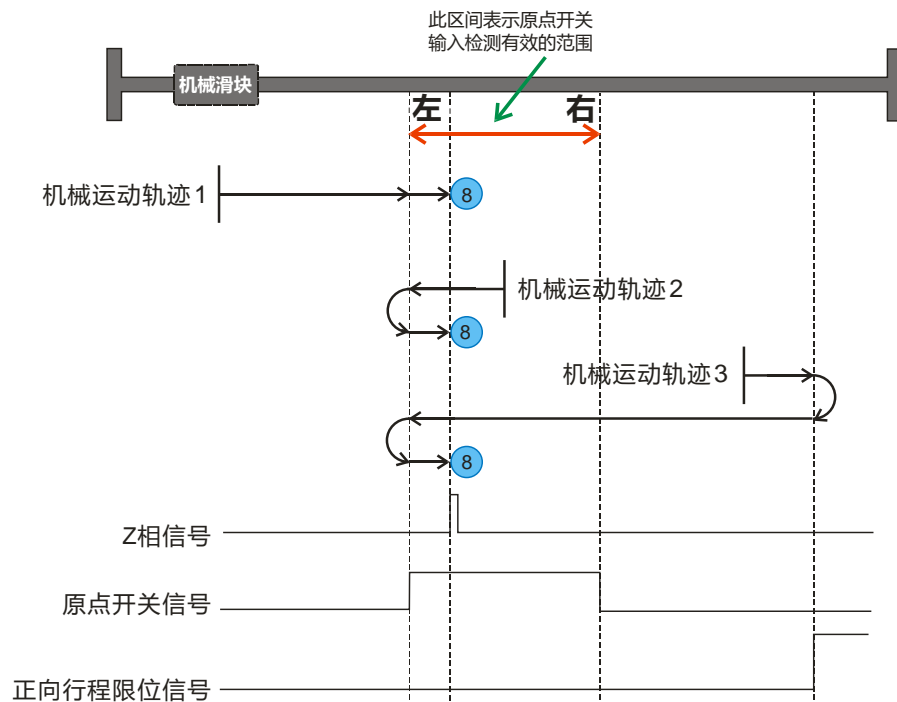 此区间表示原点开关
输入检测有效的范围
机械滑块
左
右
机械运动轨迹1
8
机械运动轨迹2
8
机械运动轨迹3
8
Z相信号
原点开关信号
正向行程限位信号